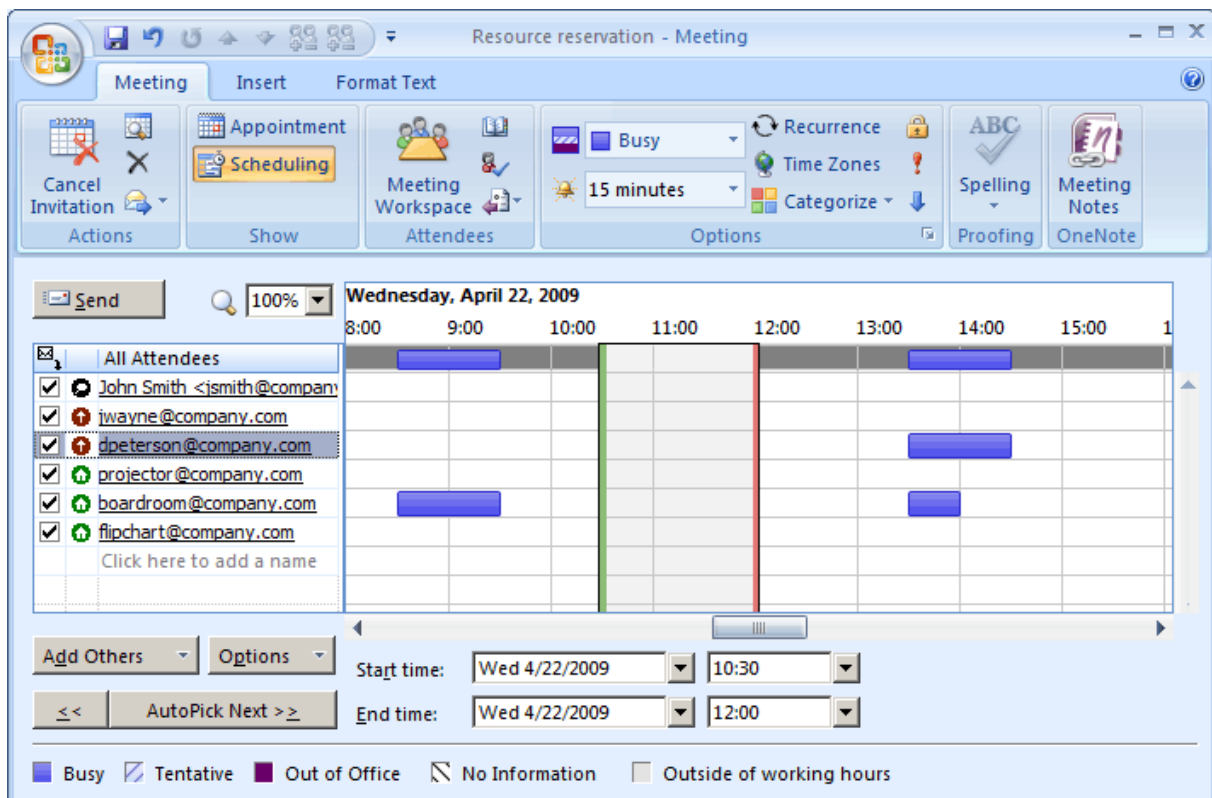 Resource reservation - Meeting
Meeting Insert Format Text
Cancel Invitation
Actions
Appointment
Scheduling
Show
Meeting Workspace
Attendees
Busy
15 minutes
Recurrence
Time Zones
Categorize
Options
ABC
Spelling
Proofing
Meeting Notes
OneNote
Send
100%
Wednesday, April 22, 2009
8:00 9:00 10:00 11:00 12:00 13:00 14:00 15:00 1
All Attendees
John Smith <jsmith@company
jwayne@company.com
dpeterson@company.com
projector@company.com
boardroom@company.com
flipchart@company.com
Click here to add a name
Add Others Options
<< AutoPick Next >>
Start time: Wed 4/22/2009 10:30
End time: Wed 4/22/2009 12:00
Busy Tentative Out of Office No Information Outside of working hours